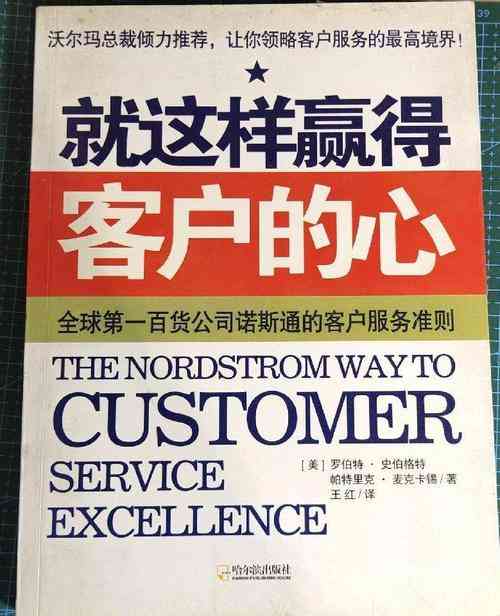 沃尔玛总裁倾力推荐，让你领略客户服务的最高境界！
就这样赢得
客户的心
全球第一百货公司诺斯通的客户服务准则
THE NORDSTROM WAY TO
CUSTOMER
SERVICE
EXCELLENCE
［美］罗伯特·史伯格特
帕特里克·麦克卡锡/著
王红/译
哈尔滨出版社
HARBIN PUBLISHING HOUSE
39